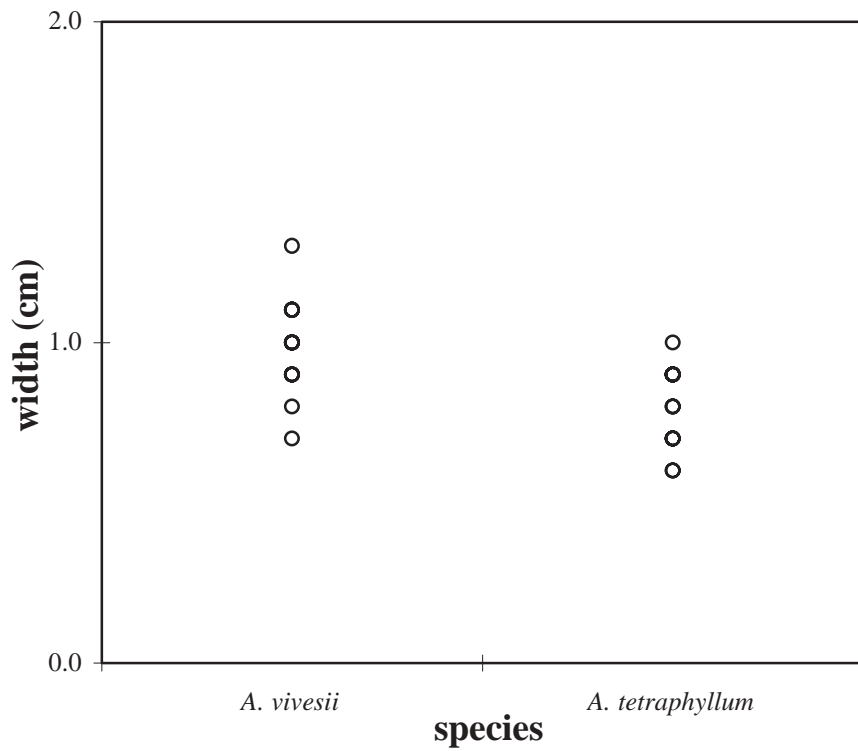 2.0
width (cm)
1.0
0.0
A. vivesii
A. tetraphyllum
species